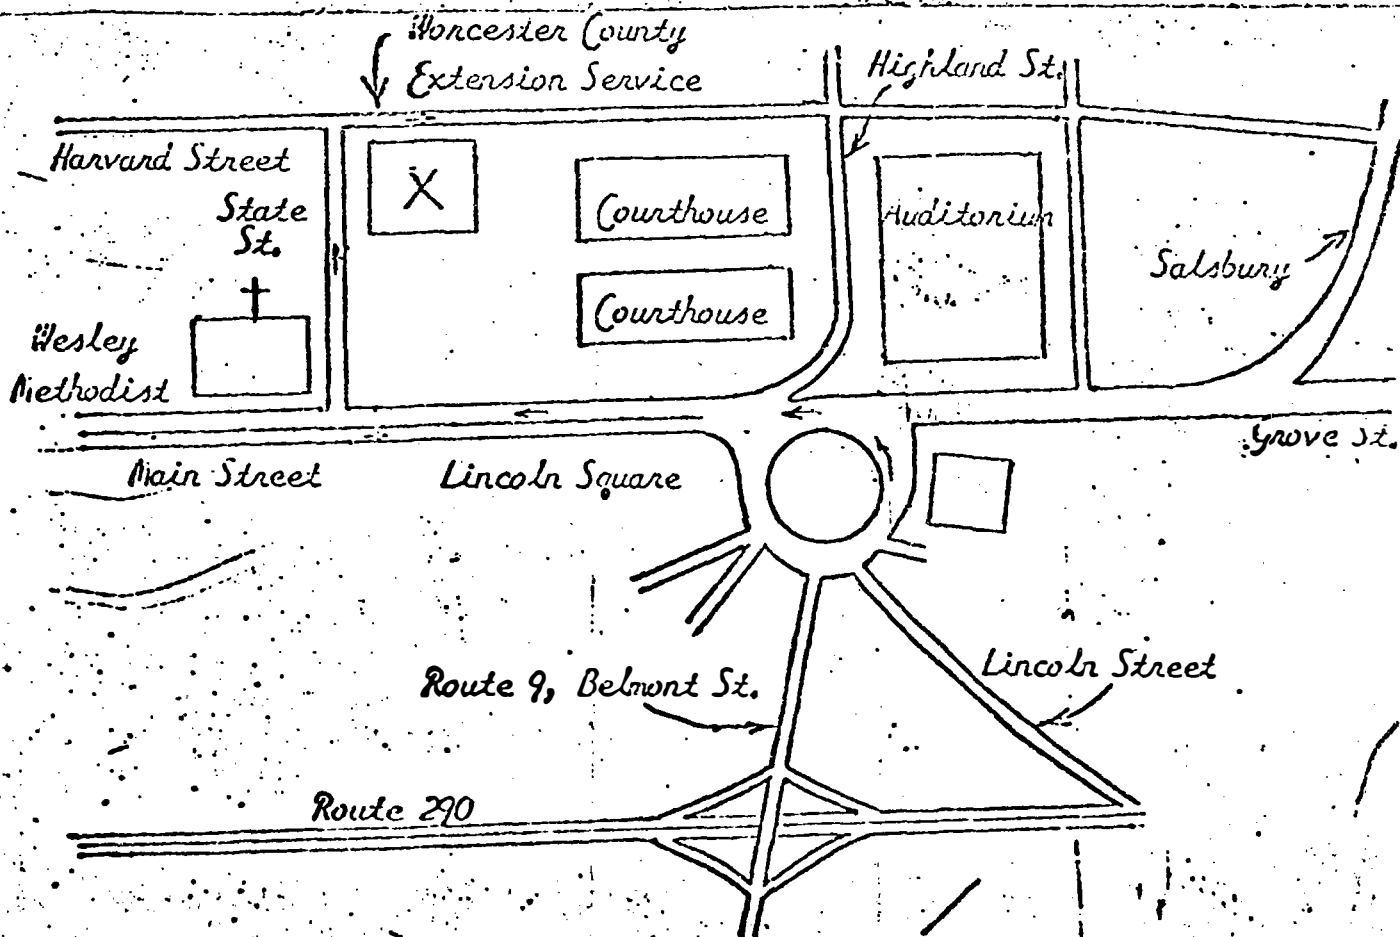 Worcester County
Extension Service
Highland St.
Harvard Street
X
State
St.
Courthouse
Auditorium
Salsbury
Courthouse
Wesley
Methodist
Grove St.
Main Street
Lincoln Square
Lincoln Street
Route 9, Belmont St.
Route 290